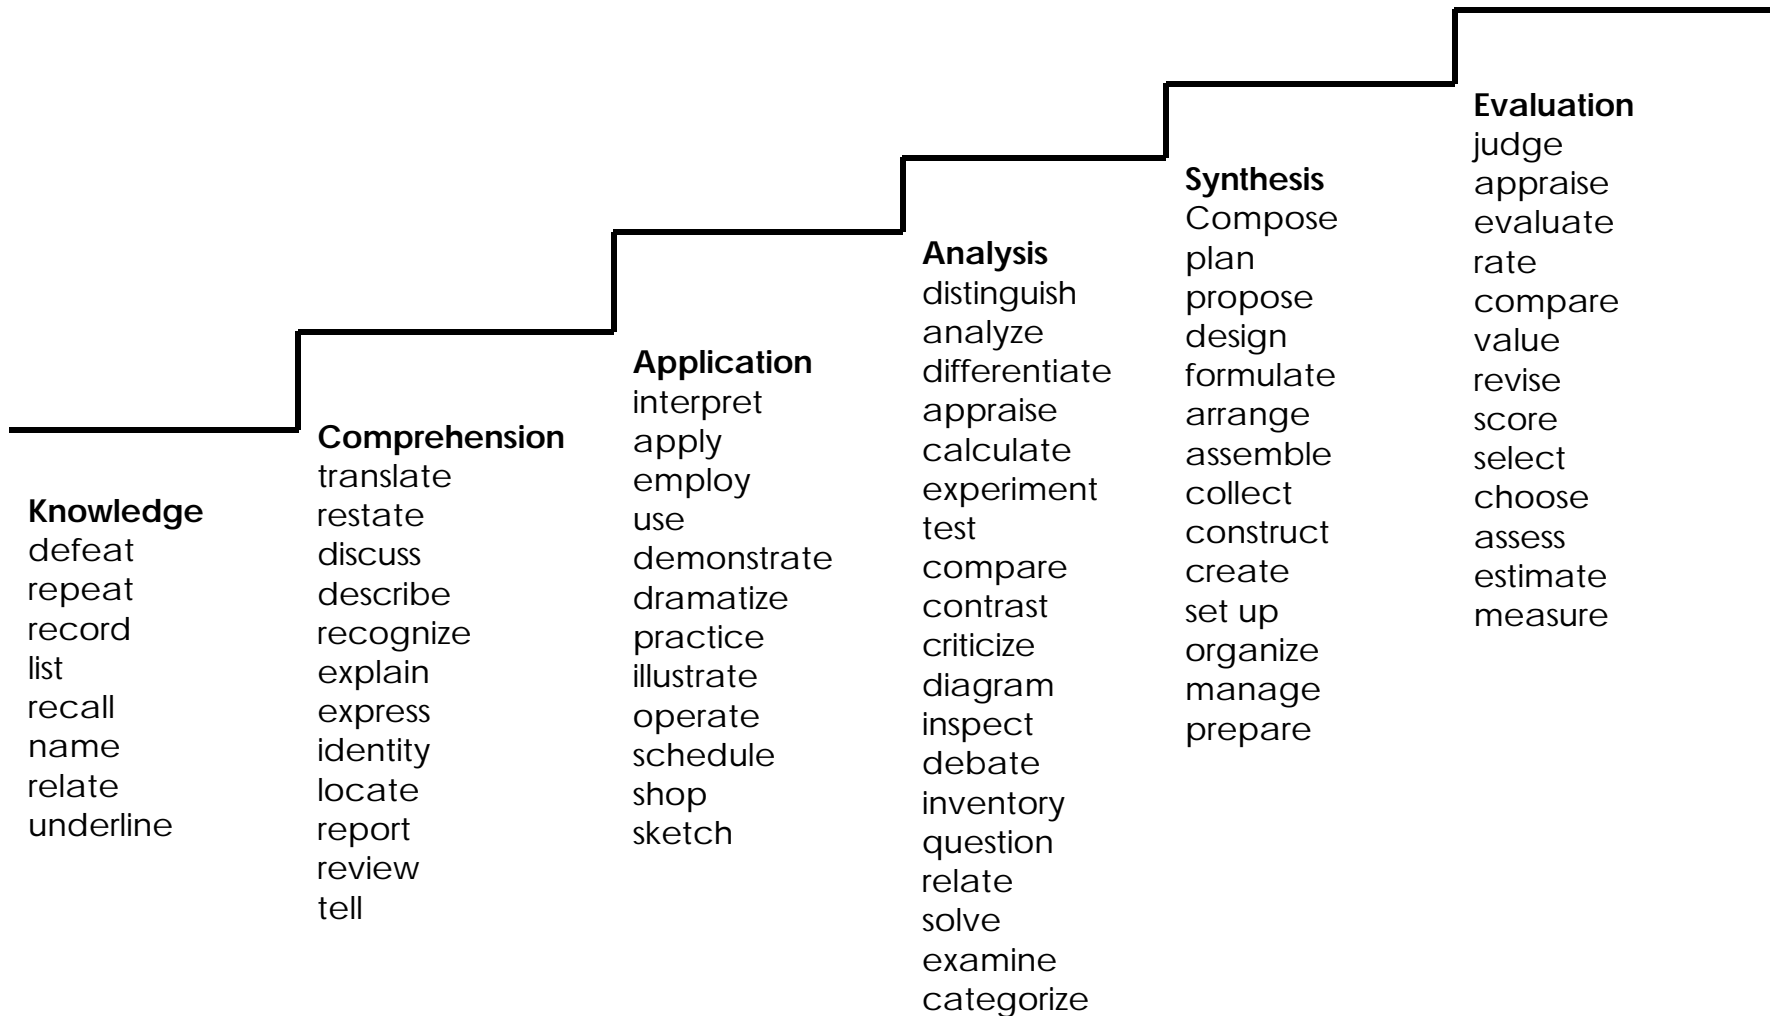 Knowledge
defeat
repeat
record
list
recall
name
relate
underline
Comprehension
translate
restate
discuss
describe
recognize
explain
express
identity
locate
report
review
tell
Application
interpret
apply
employ
use
demonstrate
dramatize
practice
illustrate
operate
schedule
shop
sketch
Analysis
distinguish
analyze
differentiate
appraise
calculate
experiment
test
compare
contrast
criticize
diagram
inspect
debate
inventory
question
relate
solve
examine
categorize
Synthesis
Compose
plan
propose
design
formulate
arrange
assemble
collect
construct
create
set up
organize
manage
prepare
Evaluation
judge
appraise
evaluate
rate
compare
value
revise
score
select
choose
assess
estimate
measure